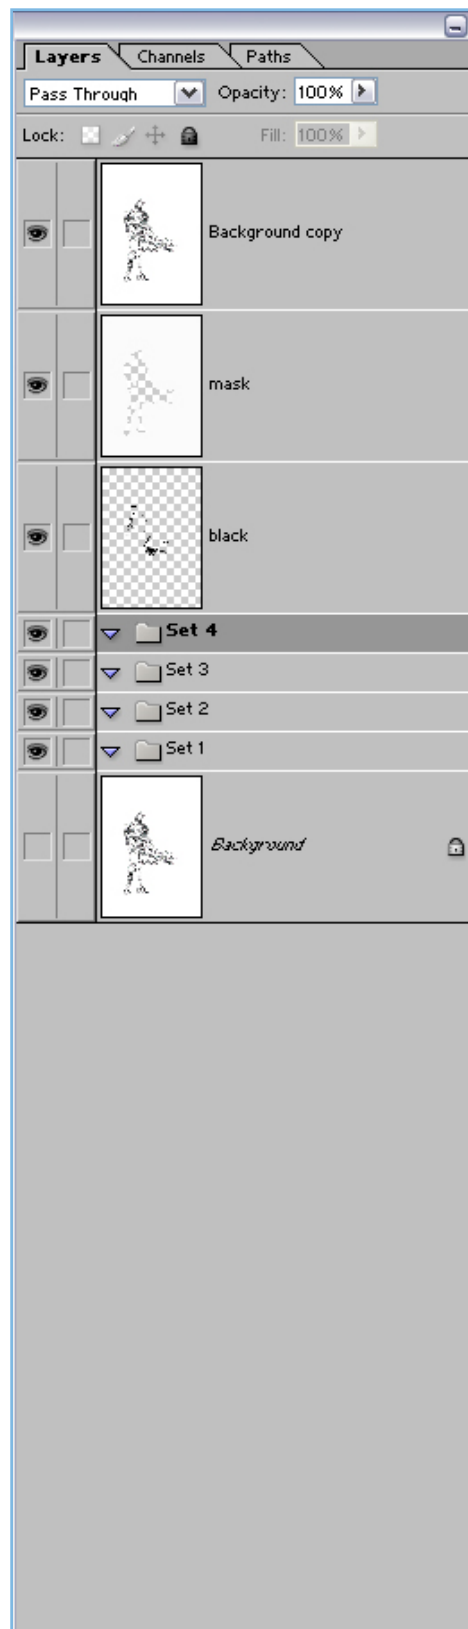 Layers Channels Paths
Pass Through Opacity: 100%
Lock: Fill: 100%
Background copy
mask
black
Set 4
Set 3
Set 2
Set 1
Background